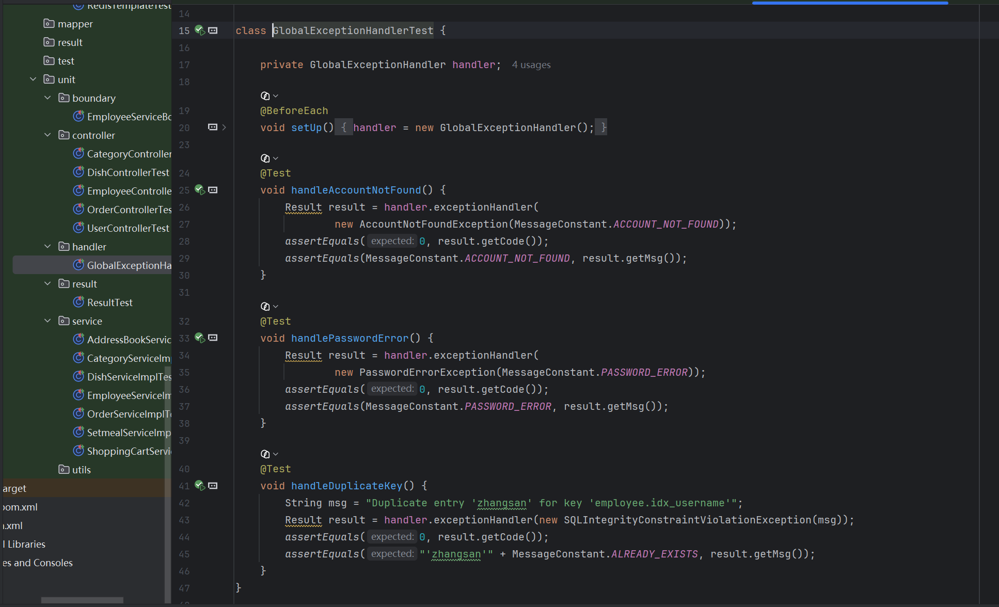 RedisTemplateTest
mapper
result
test
unit
boundary
EmployeeServiceBo
controller
CategoryController
DishControllerTest
EmployeeControlle
OrderControllerTes
UserControllerTest
handler
GlobalExceptionHa
result
ResultTest
service
AddressBookServic
CategoryServiceImp
DishServiceImplTes
EmployeeServiceIm
OrderServiceImplTe
SetmealServiceImp
ShoppingCartServi
utils
arget
pom.xml
n.xml
l Libraries
es and Consoles
14
15 class GlobalExceptionHandlerTest {
16
17 private GlobalExceptionHandler handler; 4 usages
18
19 @BeforeEach
20 void setUp() { handler = new GlobalExceptionHandler(); }
23
24 @Test
25 void handleAccountNotFound() {
26 Result result = handler.exceptionHandler(
27 new AccountNotFoundException(MessageConstant.ACCOUNT_NOT_FOUND));
28 assertEquals( expected: 0, result.getCode());
29 assertEquals(MessageConstant.ACCOUNT_NOT_FOUND, result.getMsg());
30 }
31
32 @Test
33 void handlePasswordError() {
34 Result result = handler.exceptionHandler(
35 new PasswordErrorException(MessageConstant.PASSWORD_ERROR));
36 assertEquals( expected: 0, result.getCode());
37 assertEquals(MessageConstant.PASSWORD_ERROR, result.getMsg());
38 }
39
40 @Test
41 void handleDuplicateKey() {
42 String msg = "Duplicate entry 'zhangsan' for key 'employee.idx_username'";
43 Result result = handler.exceptionHandler(new SQLIntegrityConstraintViolationException(msg));
44 assertEquals( expected: 0, result.getCode());
45 assertEquals( expected: "'zhangsan'" + MessageConstant.ALREADY_EXISTS, result.getMsg());
46 }
47 }